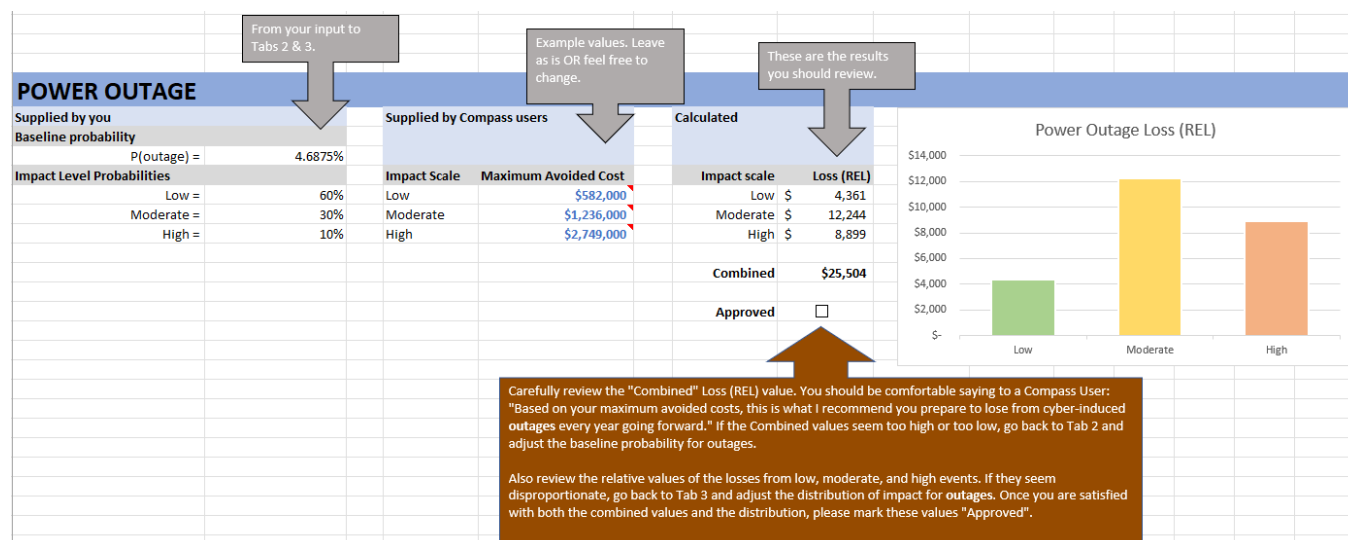 From your input to
Tabs 2 & 3.
Example values. Leave
as is OR feel free to
change.
These are the results
you should review.
POWER OUTAGE
Supplied by you
Supplied by Compass users
Calculated
Baseline probability
P(outage) = 4.6875%
Impact Level Probabilities
Impact Scale Maximum Avoided Cost
Impact scale Loss (REL)
Low = 60%
Low $582,000
Low $ 4,361
Moderate = 30%
Moderate $1,236,000
Moderate $ 12,244
High = 10%
High $2,749,000
High $ 8,899
Combined $25,504
Approved
Power Outage Loss (REL)
$14,000
$12,000
$10,000
$8,000
$6,000
$4,000
$2,000
$-
Low Moderate High
Carefully review the "Combined" Loss (REL) value. You should be comfortable saying to a Compass User:
"Based on your maximum avoided costs, this is what I recommend you prepare to lose from cyber-induced
outages every year going forward." If the Combined values seem too high or too low, go back to Tab 2 and
adjust the baseline probability for outages.
Also review the relative values of the losses from low, moderate, and high events. If they seem
disproportionate, go back to Tab 3 and adjust the distribution of impact for outages. Once you are satisfied
with both the combined values and the distribution, please mark these values "Approved".